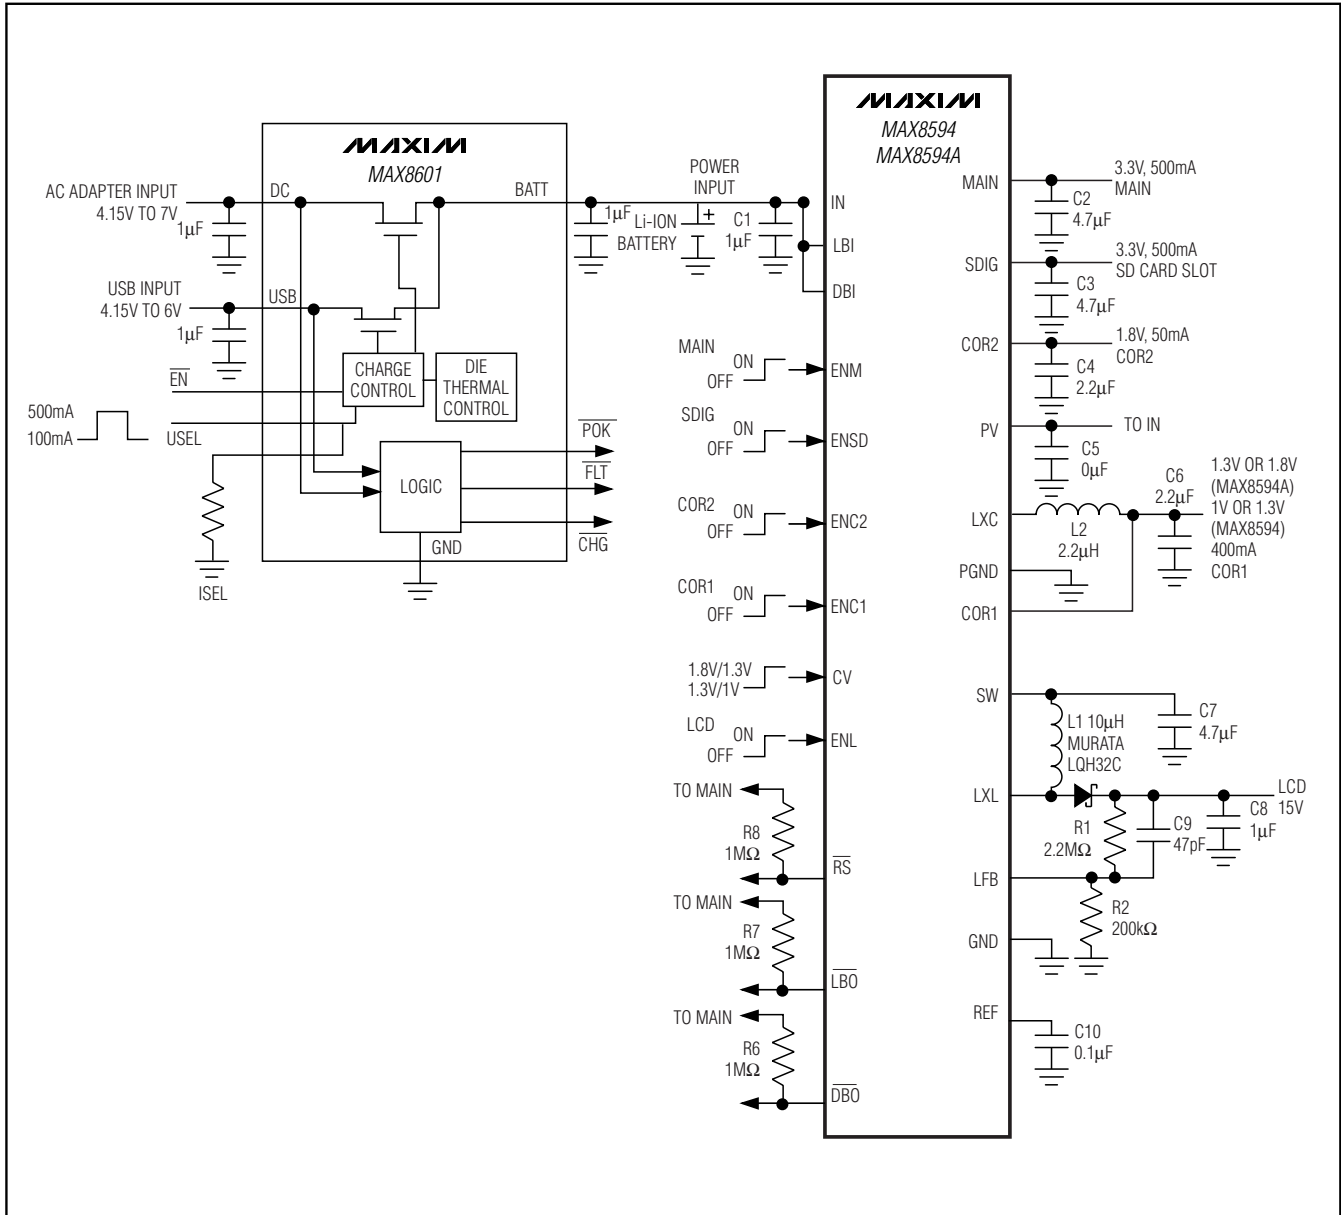 MAXIM
MAX8601
AC ADAPTER INPUT
4.15V TO 7V
1µF
DC
BATT
USB INPUT
4.15V TO 6V
1µF
USB
EN
500mA
100mA
USEL
ISEL
CHARGE
CONTROL
DIE
THERMAL
CONTROL
LOGIC
GND
POK
FLT
CHG
1µF
Li-ION
BATTERY
+
POWER
INPUT
C1
1µF
MAXIM
MAX8594
MAX8594A
IN
LBI
DBI
MAIN
ON
OFF
ENM
SDIG
ON
OFF
ENSD
COR2
ON
OFF
ENC2
COR1
ON
OFF
ENC1
1.8V/1.3V
1.3V/1V
CV
LCD
ON
OFF
ENL
TO MAIN
R8
1MΩ
RS
TO MAIN
R7
1MΩ
LBO
TO MAIN
R6
1MΩ
DBO
MAIN
3.3V, 500mA
MAIN
C2
4.7µF
SDIG
3.3V, 500mA
SD CARD SLOT
C3
4.7µF
COR2
1.8V, 50mA
COR2
C4
2.2µF
PV
TO IN
C5
0µF
LXC
L2
2.2µH
C6
2.2µF
1.3V OR 1.8V
(MAX8594A)
1V OR 1.3V
(MAX8594)
400mA
COR1
PGND
COR1
SW
L1 10µH
MURATA
LQH32C
C7
4.7µF
LXL
LCD
15V
R1
2.2MΩ
C9
47pF
C8
1µF
LFB
R2
200kΩ
GND
REF
C10
0.1µF